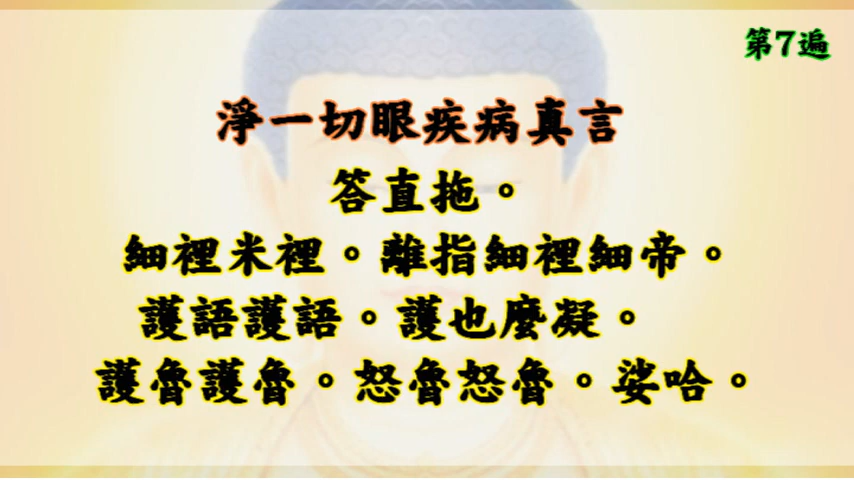 第7遍
淨一切眼疾病真言
答直拖。
細裡米裡。離指細裡細帝。
護語護語。護也麼凝。
護魯護魯。怒魯怒魯。娑哈。